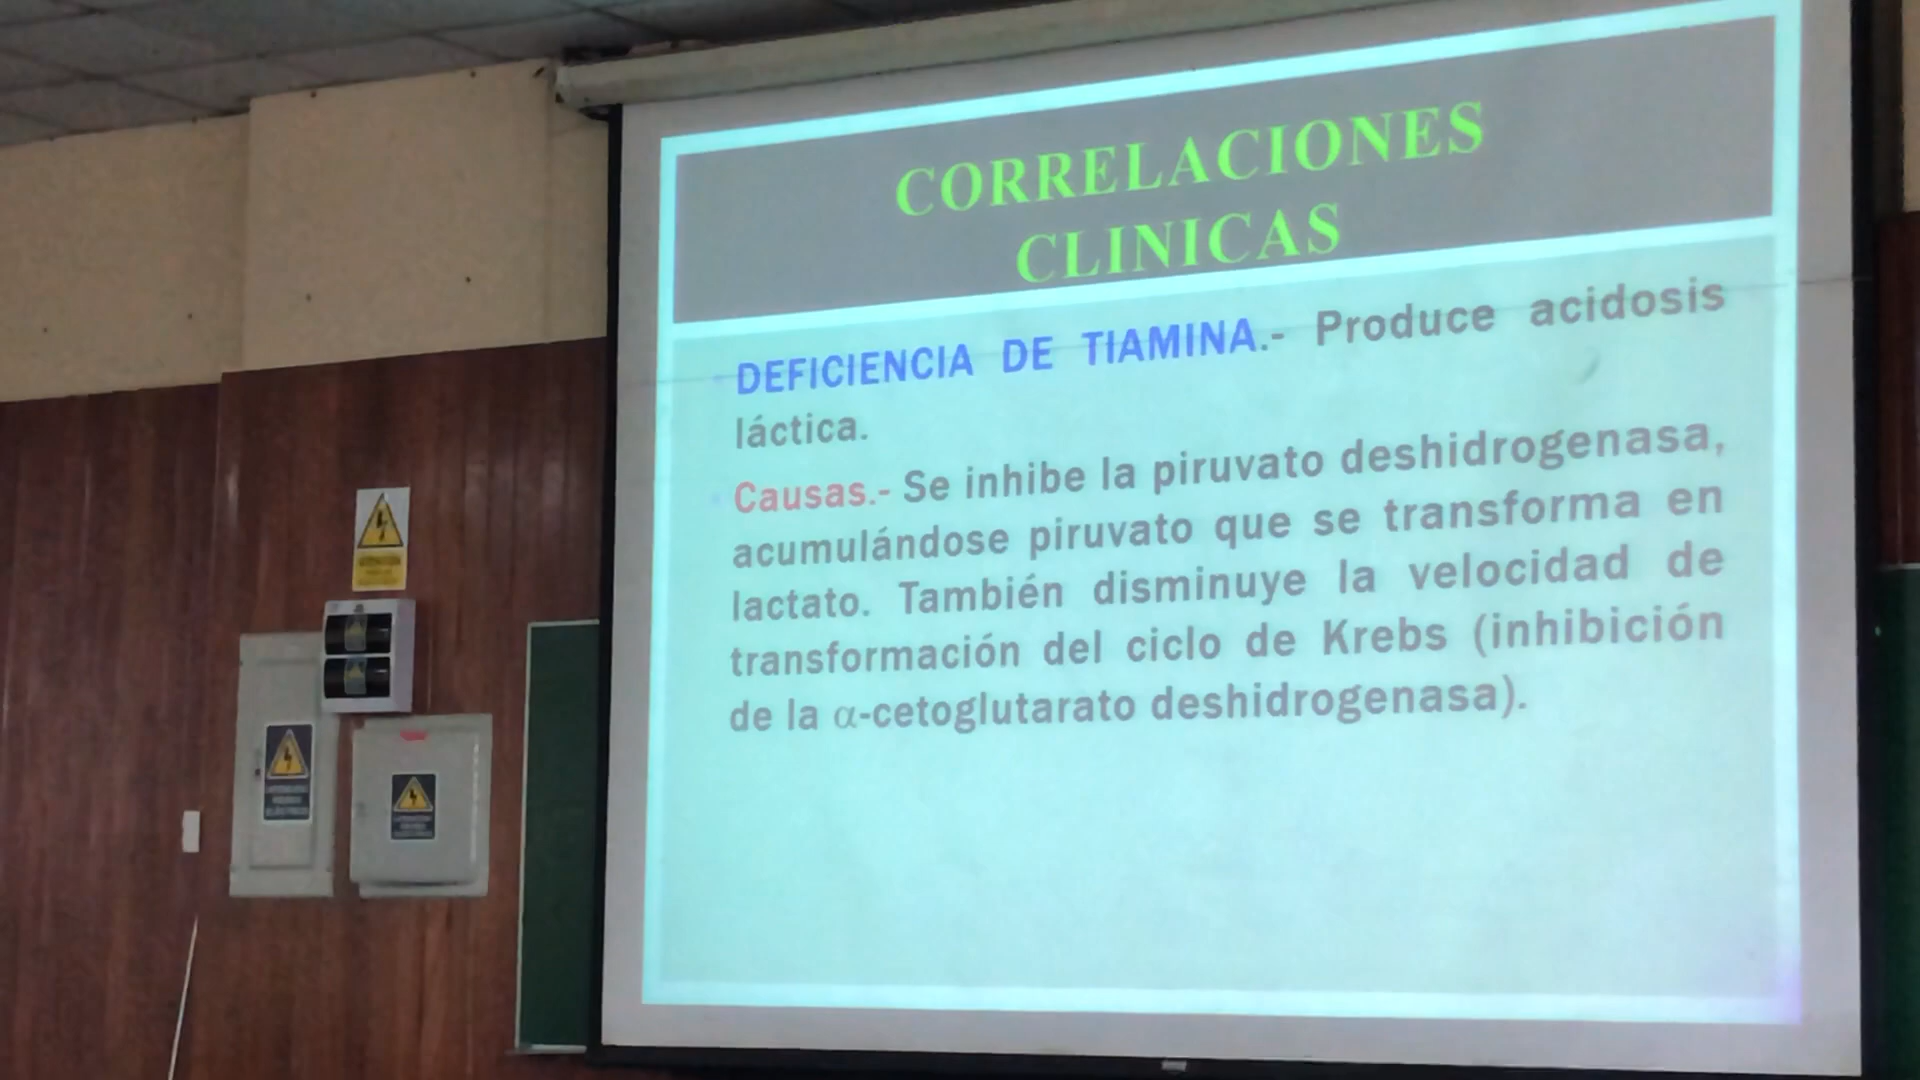 CORRELACIONES
CLINICAS
DEFICIENCIA DE TIAMINA.- Produce acidosis
láctica.
Causas.- Se inhibe la piruvato deshidrogenasa,
acumulándose piruvato que se transforma en
lactato. También disminuye la velocidad de
transformación del ciclo de Krebs (inhibición
de la α-cetoglutarato deshidrogenasa).